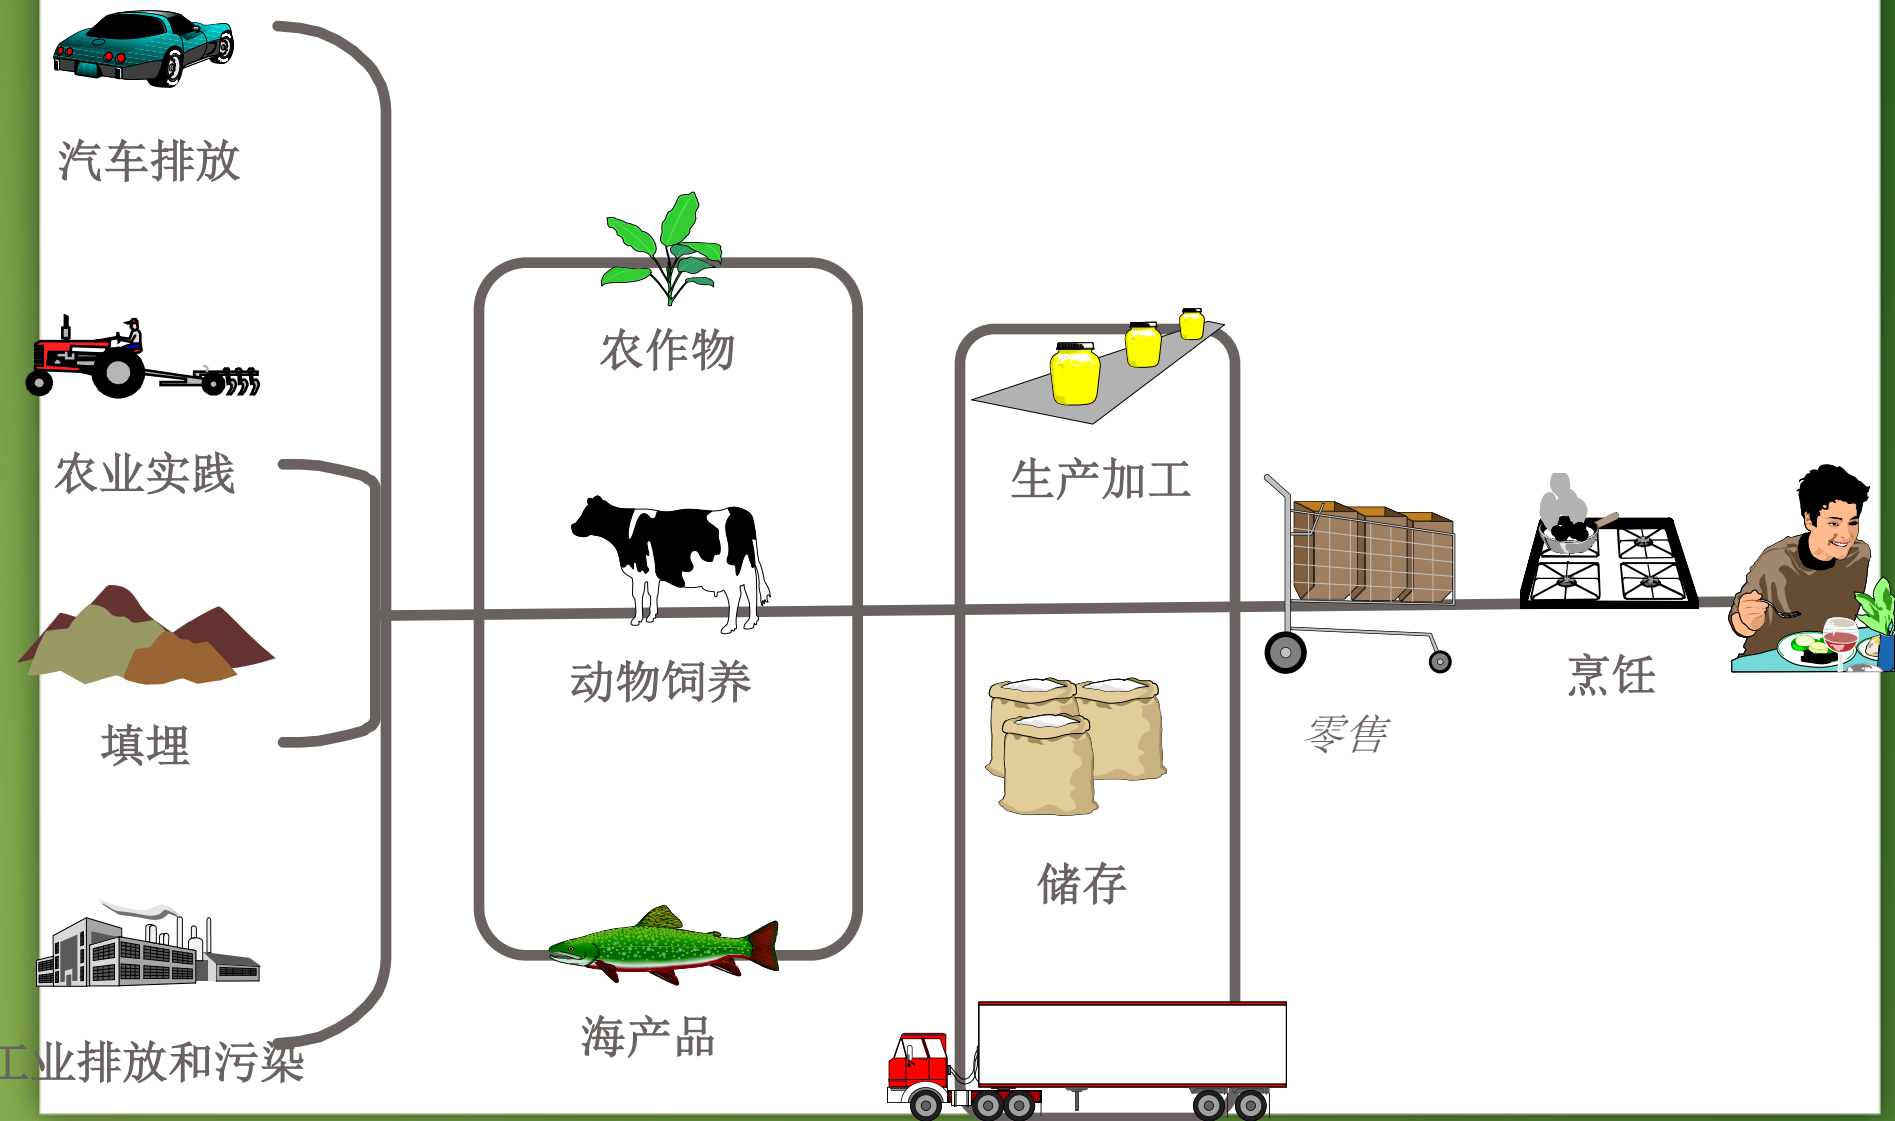 汽车排放
农业实践
填埋
工业排放和污染
农作物
动物饲养
海产品
生产加工
储存
零售
烹饪